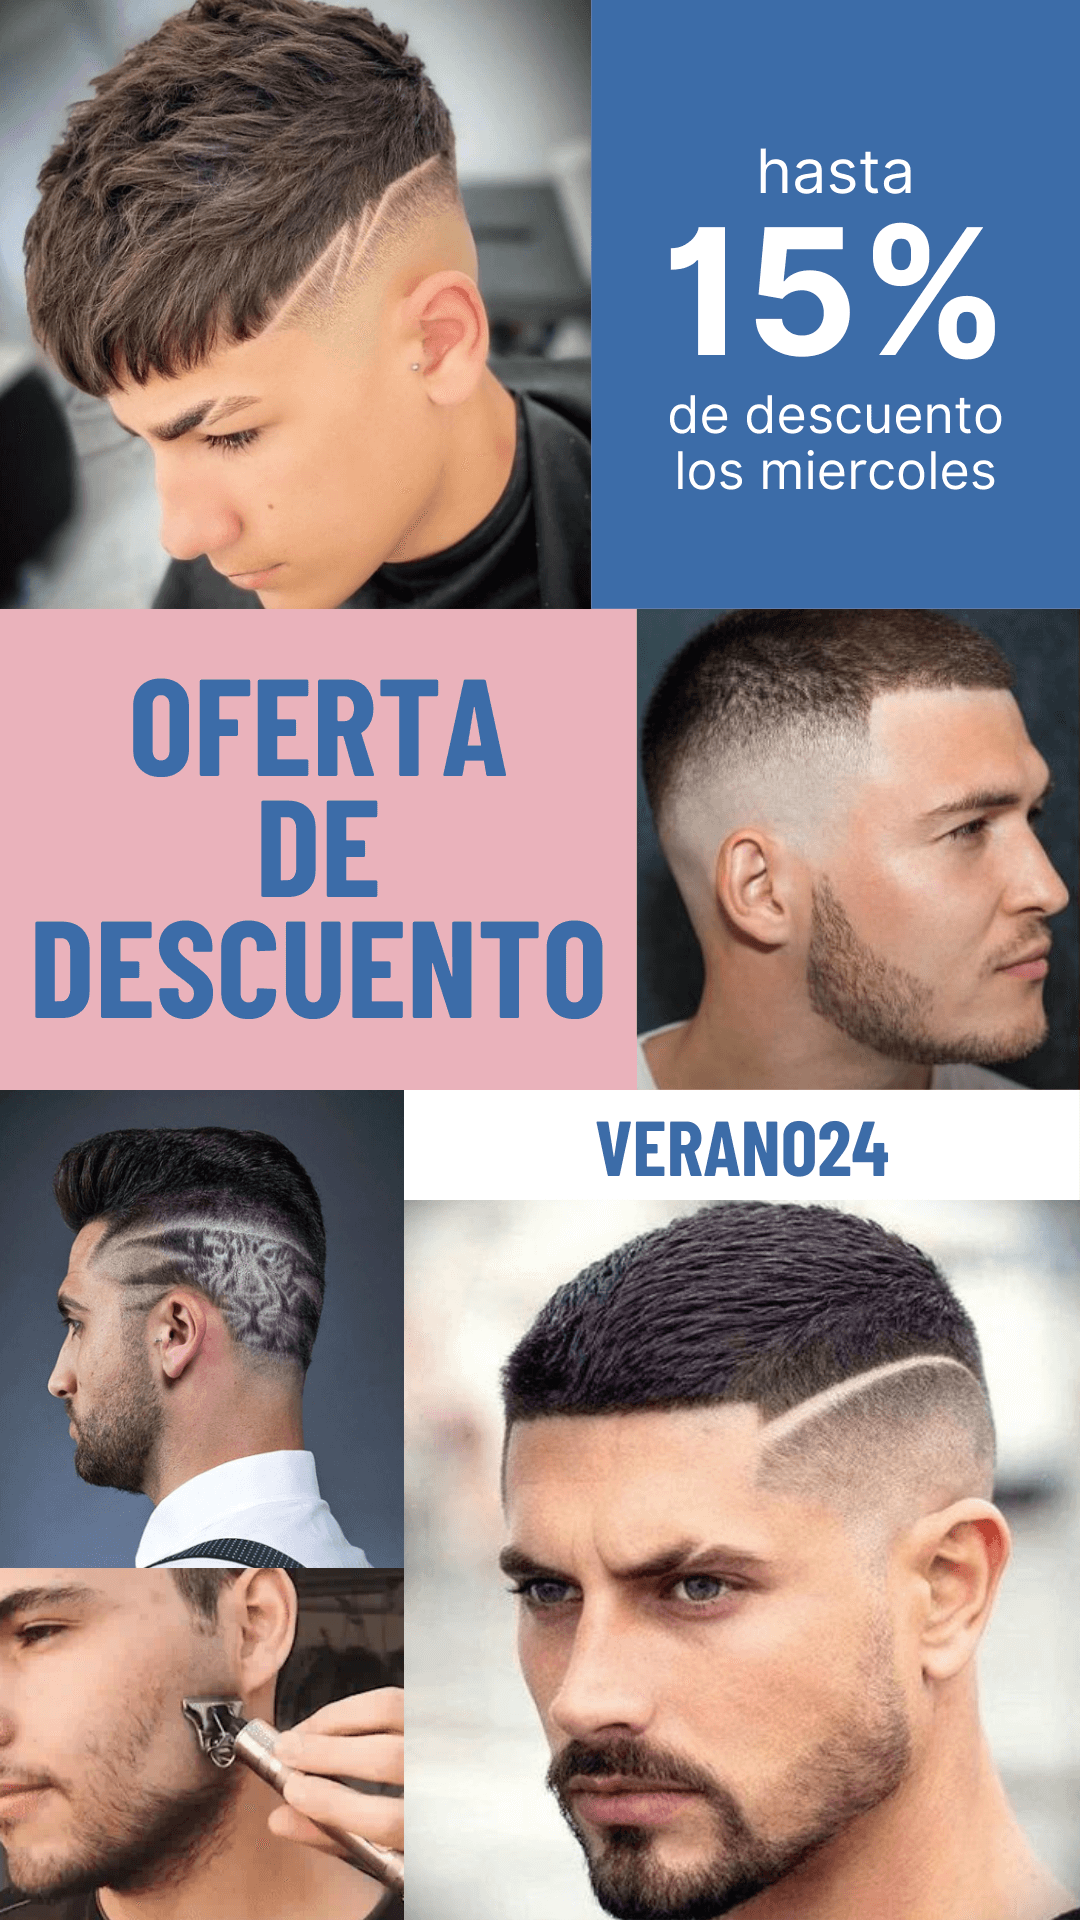 hasta
15%
de descuento
los miercoles
OFERTA
DE
DESCUENTO
VERANO24